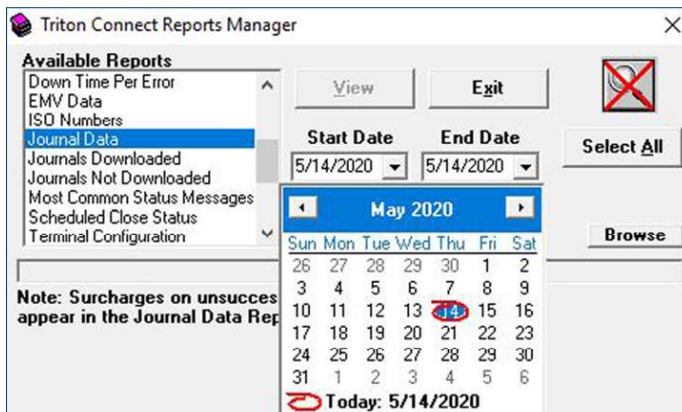 Triton Connect Reports Manager
Available Reports
Down Time Per Error
EMV Data
ISO Numbers
Journal Data
Journals Downloaded
Journals Not Downloaded
Most Common Status Messages
Scheduled Close Status
Terminal Configuration
View
Exit
Start Date End Date
5/14/2020 5/14/2020
Select All
Browse
May 2020
Sun Mon Tue Wed Thu Fri Sat
26 27 28 29 30 1 2
3 4 5 6 7 8 9
10 11 12 13 14 15 16
17 18 19 20 21 22 23
24 25 26 27 28 29 30
31 1 2 3 4 5 6
Today: 5/14/2020
Note: Surcharges on unsucces
appear in the Journal Data Rep